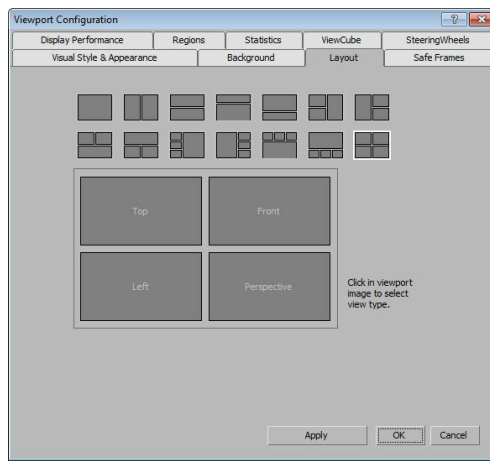 Viewport Configuration
Display Performance Regions Statistics ViewCube SteeringWheels
Visual Style & Appearance Background Layout Safe Frames
Top Front
Left Perspective
Click in viewport
image to select
view type.
Apply OK Cancel